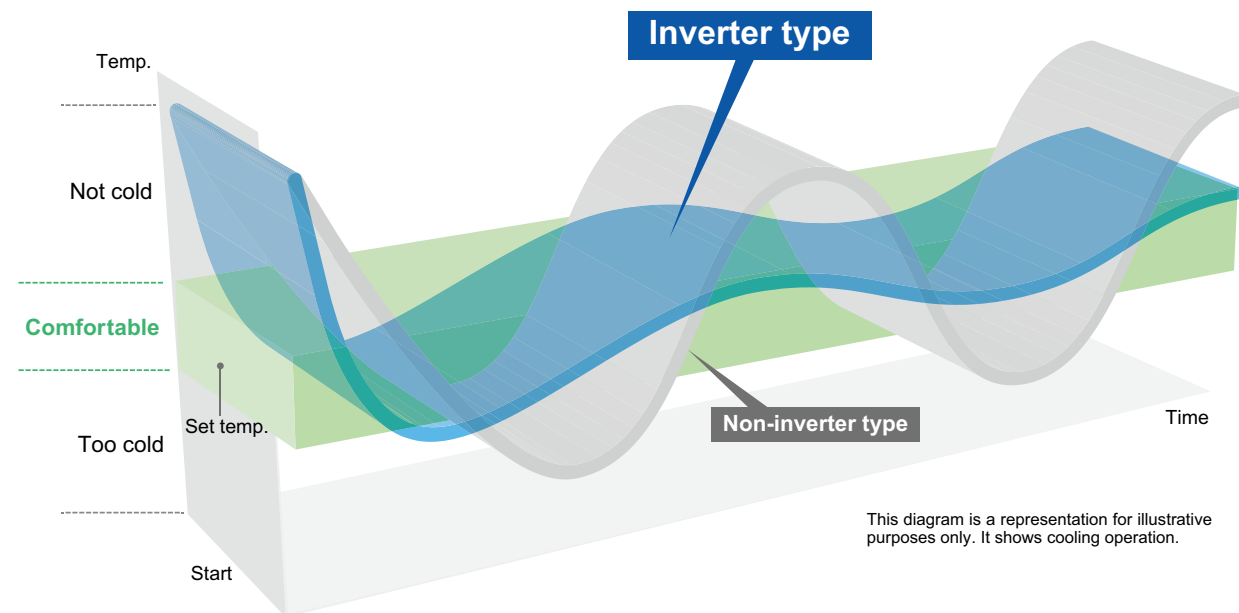 Inverter type
Temp.
Not cold
Comfortable
Set temp.
Too cold
Non-inverter type
Time
Start
This diagram is a representation for illustrative
purposes only. It shows cooling operation.